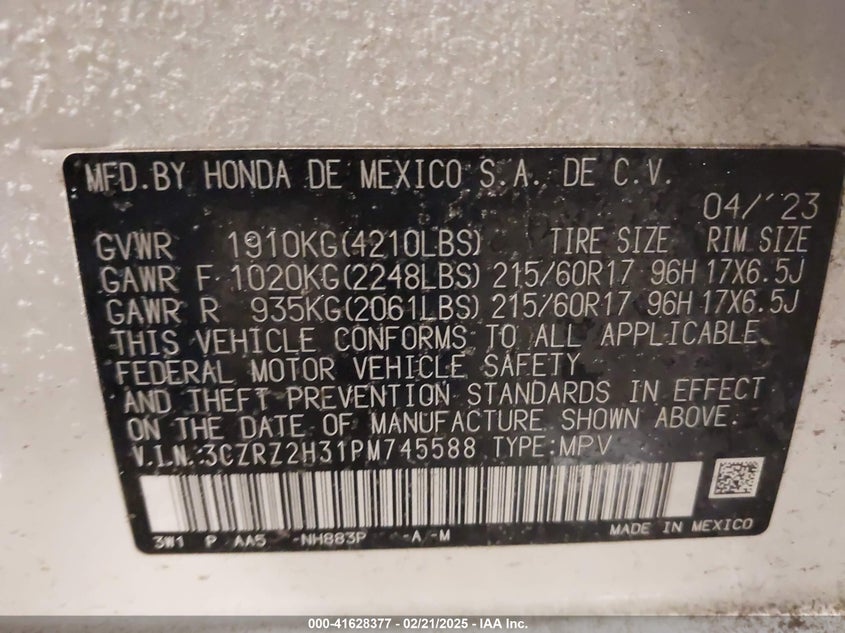 MFD.BY HONDA DE MEXICO S.A., DE C.V.
04/'23
GVWR 1910KG(4210LBS) TIRE SIZE RIM SIZE
GAWR F 1020KG(2248LBS) 215/60R17 96H 17X6.5J
GAWR R 935KG(2061LBS) 215/60R17 96H 17X6.5J
THIS VEHICLE CONFORMS TO ALL APPLICABLE
FEDERAL MOTOR VEHICLE SAFETY
AND THEFT PREVENTION STANDARDS IN EFFECT
ON THE DATE OF MANUFACTURE SHOWN ABOVE.
V.I.N.:3CZRZ2H31PM745588 TYPE:MPV
3W1 P AA5 -NH883P -A -M MADE IN MEXICO
000-41628377 - 02/21/2025 - IAA Inc.